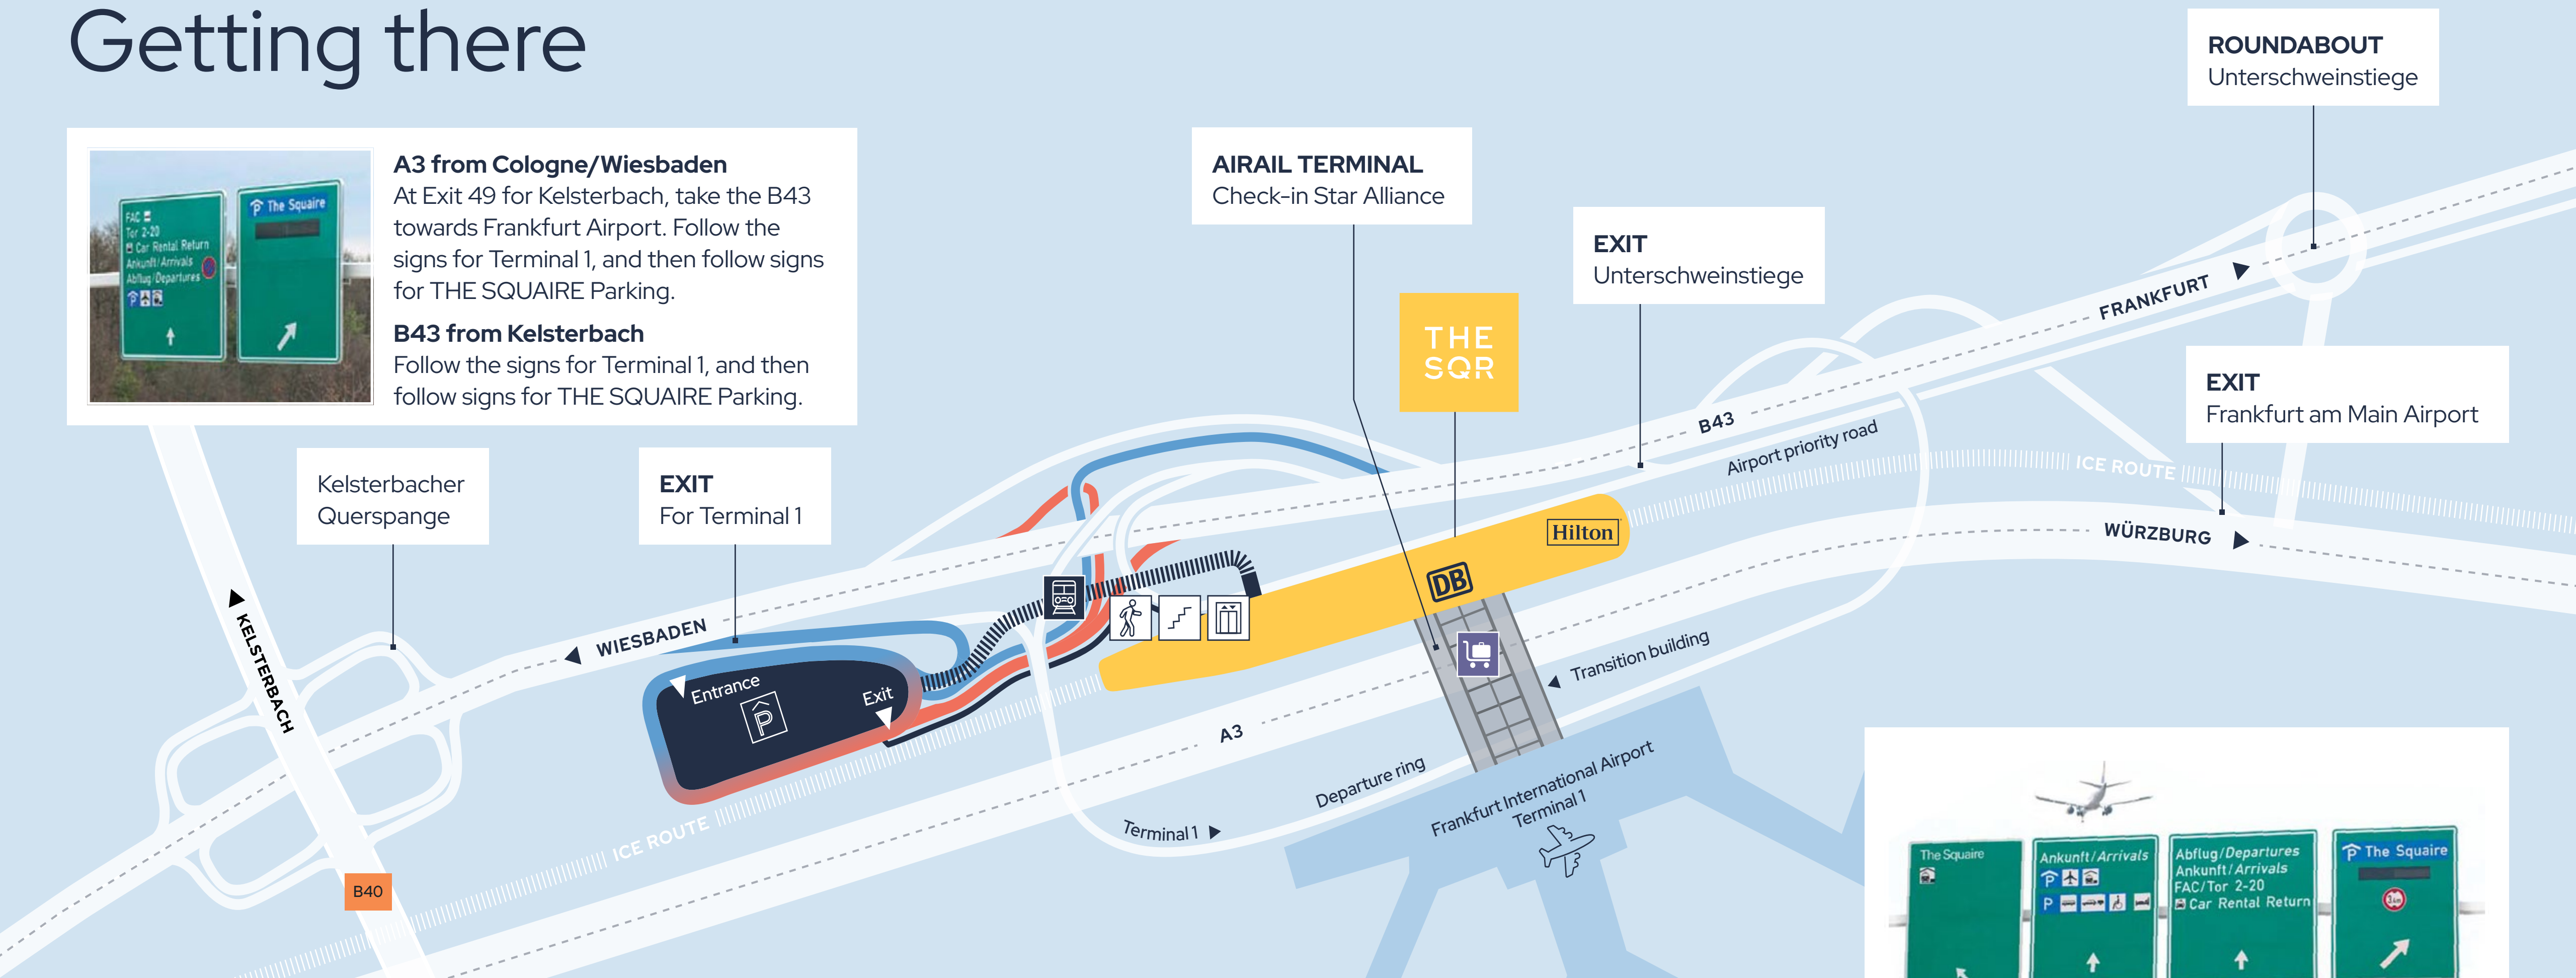 Getting there
FAC
Tor 2-20
Car Rental Return
Ankunft/Arrivals
Abflug/Departures
P
P The Squaire
A3 from Cologne/Wiesbaden
At Exit 49 for Kelsterbach, take the B43
towards Frankfurt Airport. Follow the
signs for Terminal 1, and then follow signs
for THE SQUAIRE Parking.
B43 from Kelsterbach
Follow the signs for Terminal 1, and then
follow signs for THE SQUAIRE Parking.
Kelsterbacher
Querspange
EXIT
For Terminal 1
AIRAIL TERMINAL
Check-in Star Alliance
THE
SQR
EXIT
Unterschweinstiege
ROUNDABOUT
Unterschweinstiege
EXIT
Frankfurt am Main Airport
FRANKFURT
B43
Airport priority road
ICE ROUTE
WÜRZBURG
Hilton
DB
WIESBADEN
KELSTERBACH
Entrance
P
Exit
Transition building
A3
Departure ring
Frankfurt International Airport
Terminal 1
Terminal 1
ICE ROUTE
B40
The Squaire
Ankunft/Arrivals
P
P
Abflug/Departures
Ankunft/Arrivals
FAC/Tor 2-20
Car Rental Return
P The Squaire